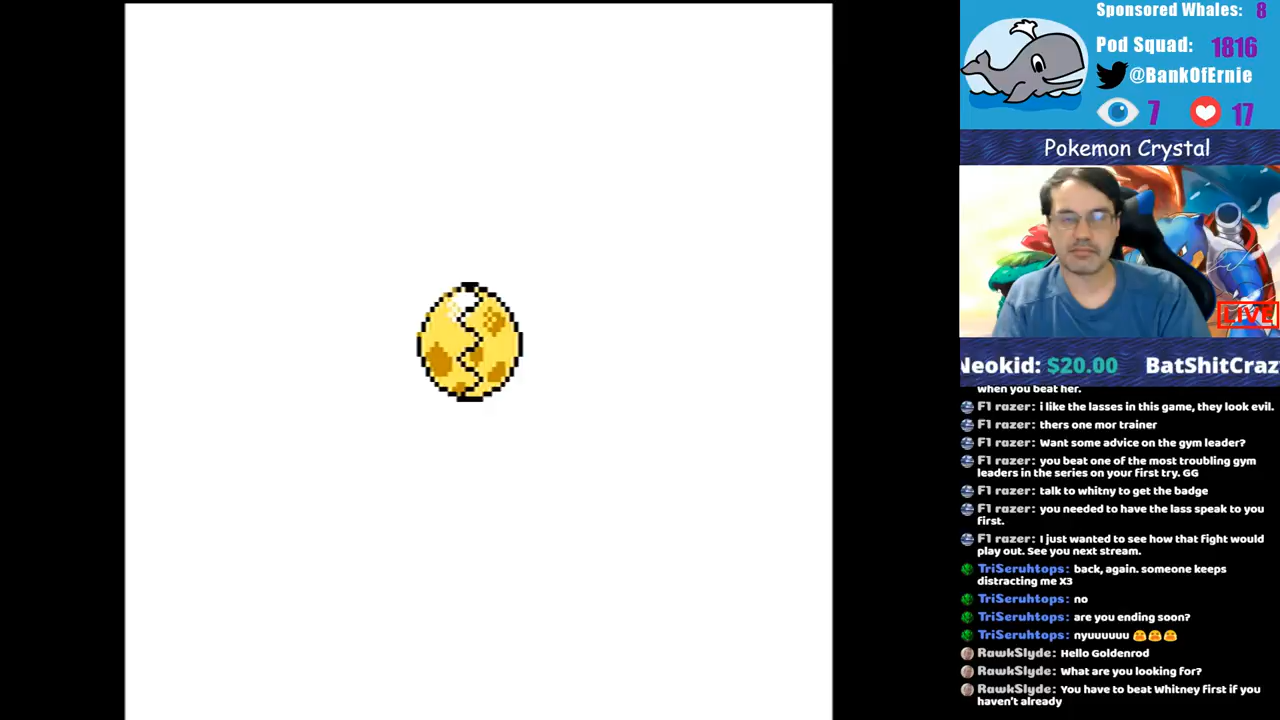 Sponsored Whales: 8
Pod Squad: 1816
@BankOfErnie
7 17
Pokemon Crystal
LIVE
Neokid: $20.00 BatShitCraz
when you beat her.
F1 razer: i like the lasses in this game, they look evil.
F1 razer: thers one mor trainer
F1 razer: Want some advice on the gym leader?
F1 razer: you beat one of the most troubling gym
leaders in the series on your first try. GG
F1 razer: talk to whitny to get the badge
F1 razer: you needed to have the lass speak to you
first.
F1 razer: I just wanted to see how that fight would
play out. See you next stream.
TriSeruhtops: back, again. someone keeps
distracting me X3
TriSeruhtops: no
TriSeruhtops: are you ending soon?
TriSeruhtops: nyuuuuuu
RawkSlyde: Hello Goldenrod
RawkSlyde: What are you looking for?
RawkSlyde: You have to beat Whitney first if you
haven't already